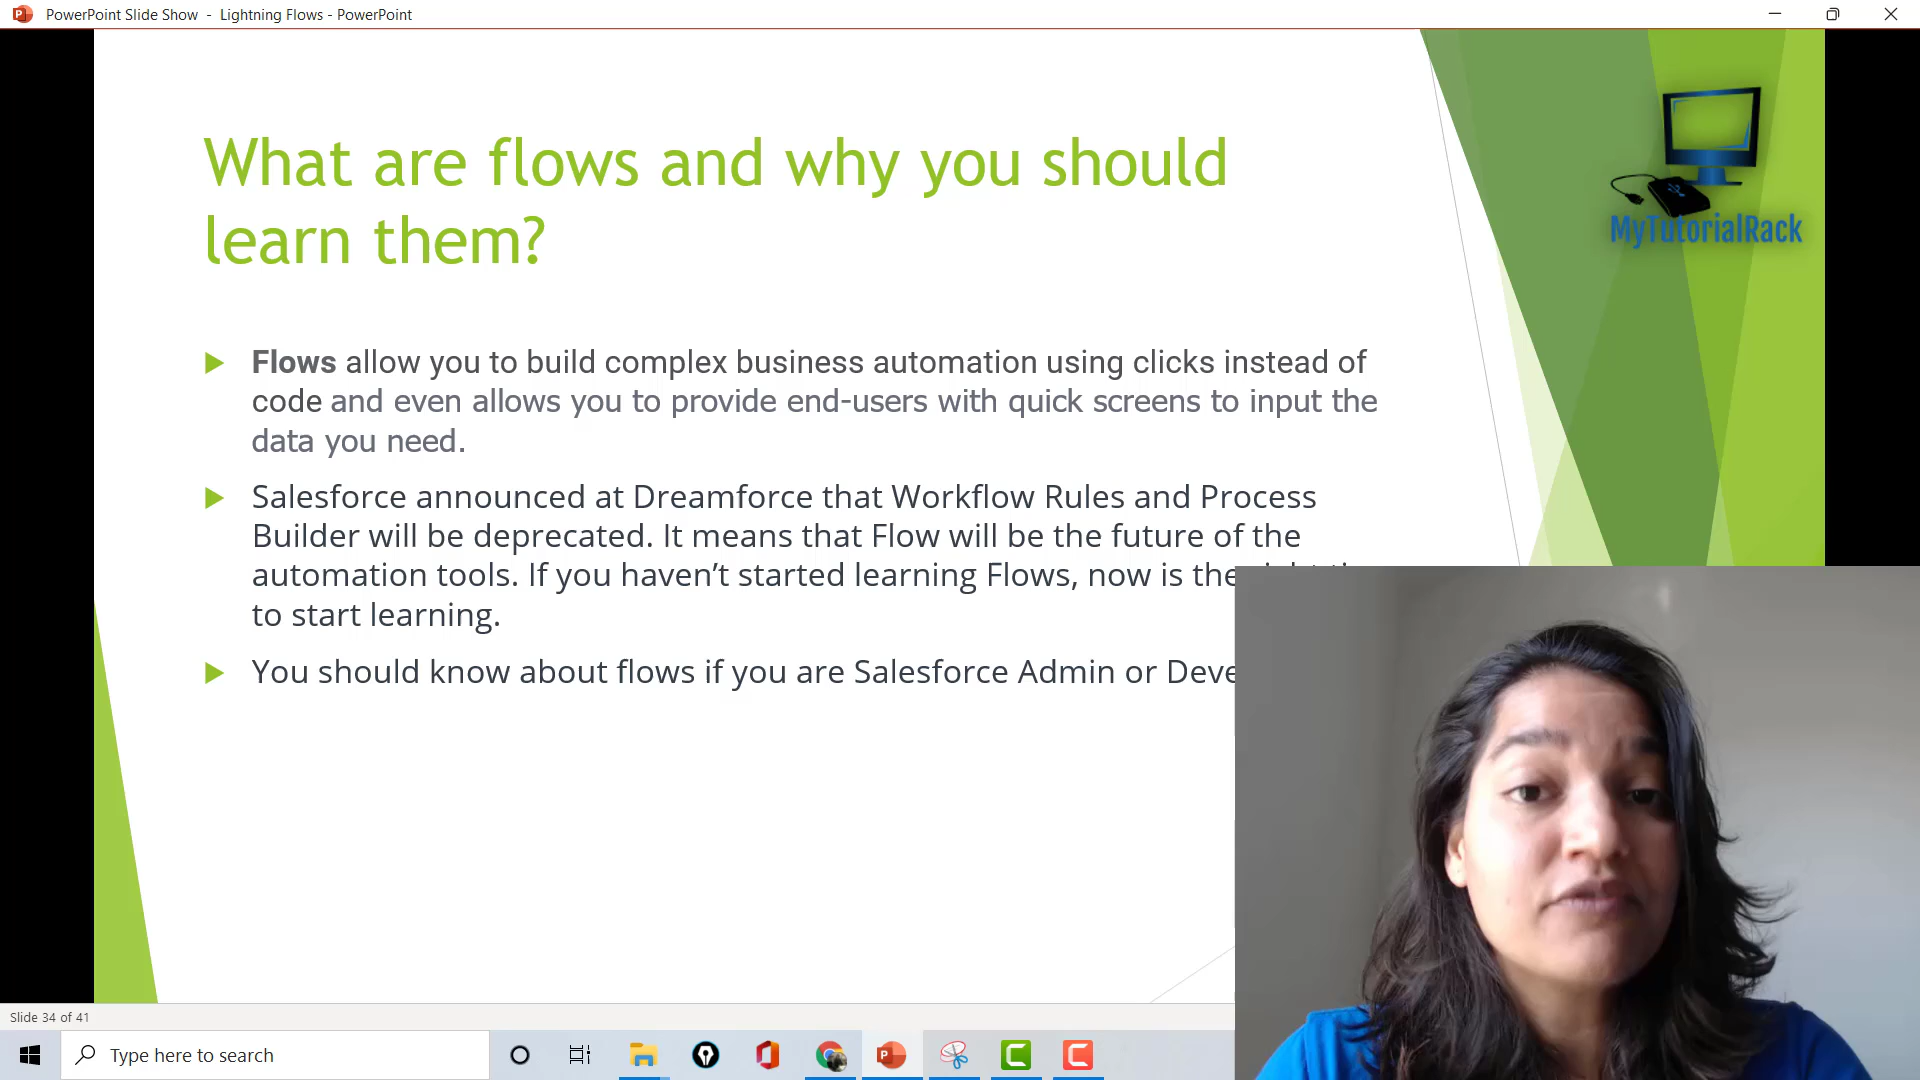 PowerPoint Slide Show - Lightning Flows - PowerPoint
MyTutorialRack
What are flows and why you should
learn them?
Flows allow you to build complex business automation using clicks instead of
code and even allows you to provide end-users with quick screens to input the
data you need.
Salesforce announced at Dreamforce that Workflow Rules and Process
Builder will be deprecated. It means that Flow will be the future of the
automation tools. If you haven't started learning Flows, now is the
to start learning.
You should know about flows if you are Salesforce Admin or
Slide 34 of 41
Type here to search